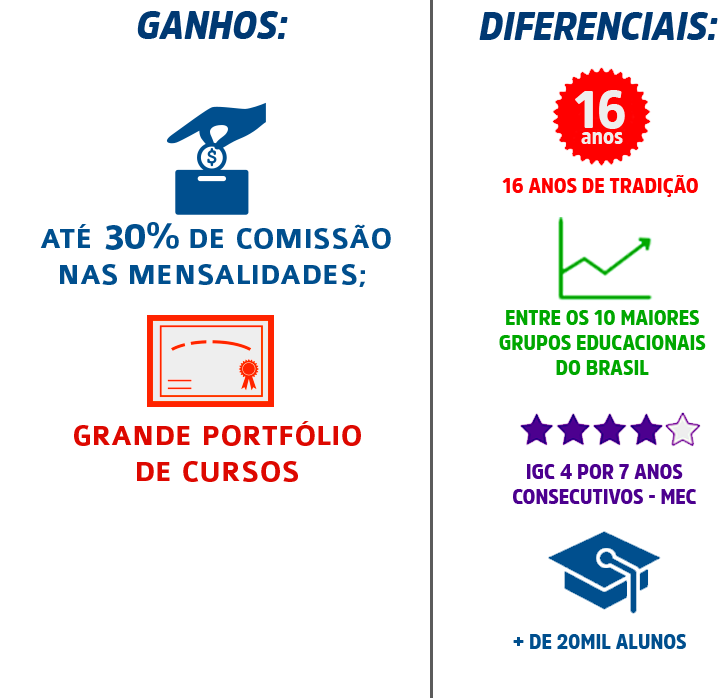 GANHOS:
$
ATÉ 30% DE COMISSÃO
NAS MENSALIDADES;
GRANDE PORTFÓLIO
DE CURSOS
DIFERENCIAIS:
16
anos
16 ANOS DE TRADIÇÃO
ENTRE OS 10 MAIORES
GRUPOS EDUCACIONAIS
DO BRASIL
IGC 4 POR 7 ANOS
CONSECUTIVOS - MEC
+ DE 20MIL ALUNOS